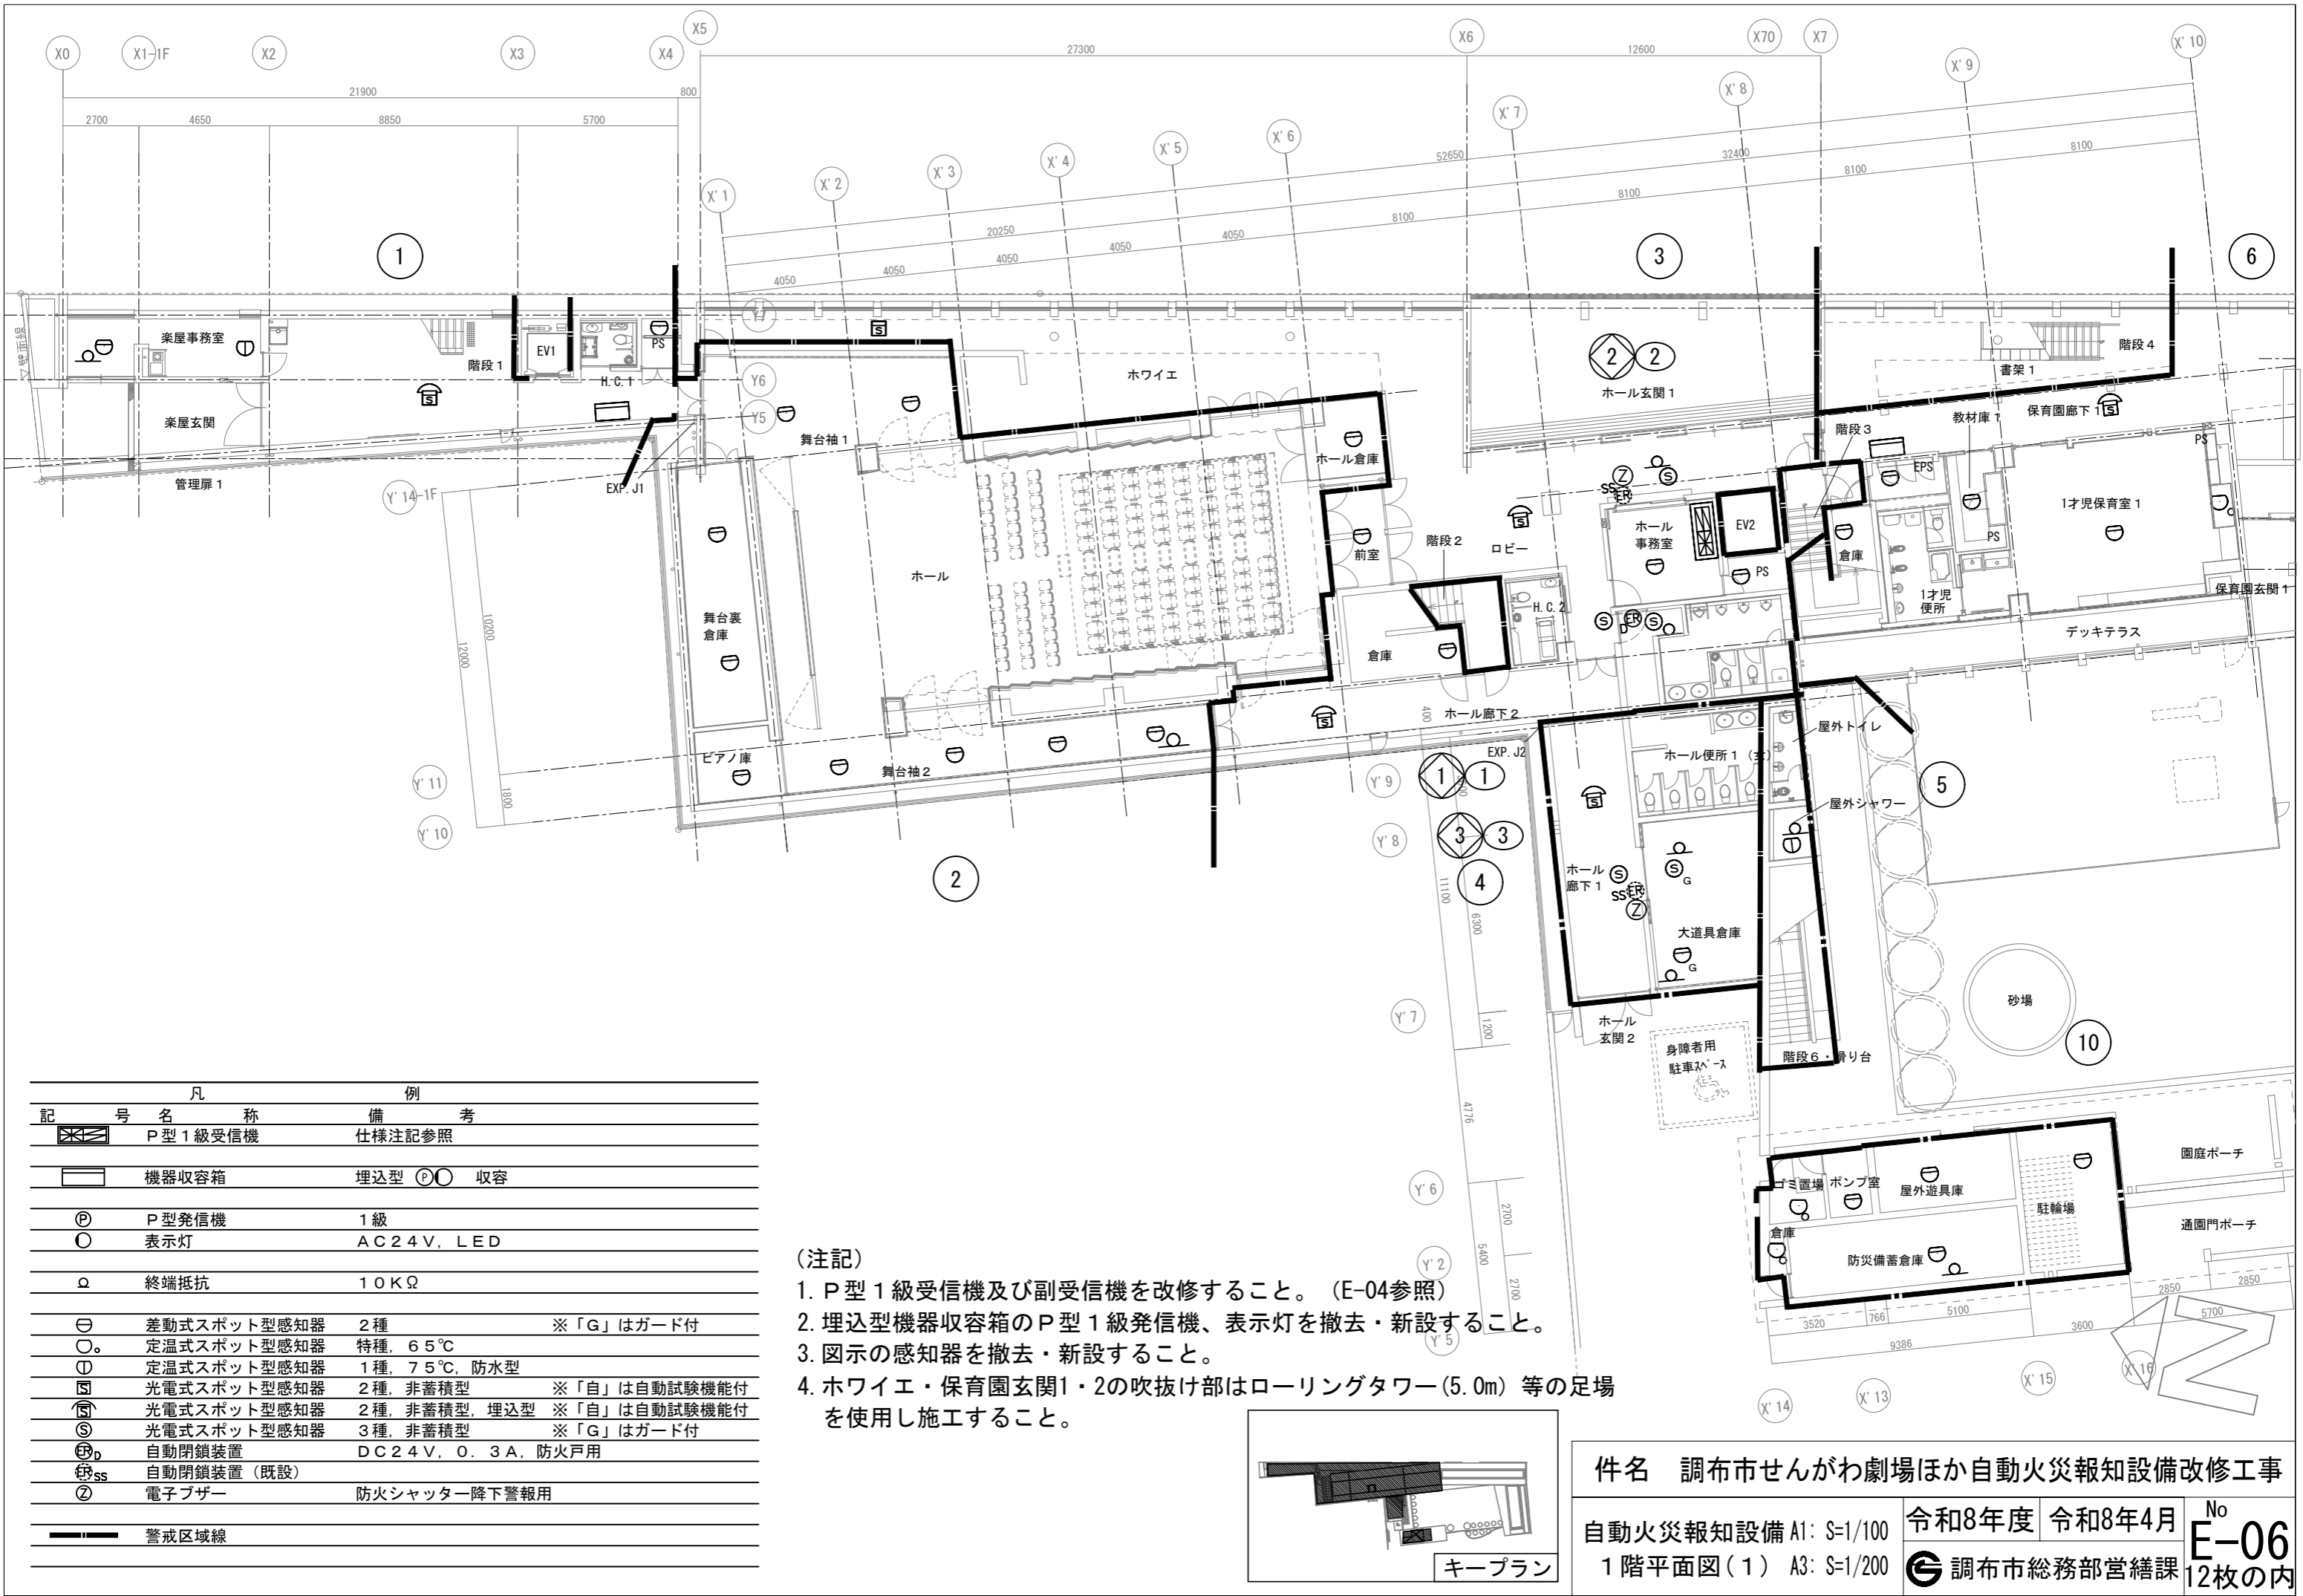 X0
X1-1F
X2
X3
X4
X5
X6
X70
X7
27300
12600
21900
800
2700
4650
8850
5700
X'1
X'2
X'3
X'4
X'5
X'6
X'7
X'8
X'9
X'10
52650
32400
8100
8100
8100
8100
20250
4050
4050
4050
4050
4050
1
3
6
楽屋事務室
階段1
EV1
PS
H.C.1
楽屋玄関
管理扉1
EXP.J1
Y7
Y6
Y5
Y'14-1F
S
S
ホワイエ
舞台袖1
ホール倉庫
前室
階段2
ロビー
S
ホール
舞台裏
倉庫
倉庫
H.C.2
ピアノ庫
舞台袖2
S
ホール廊下2
EXP.J2
10200
12000
1800
Y'11
Y'10
2
2 2
ホール玄関1
階段4
書架1
教材庫1
保育園廊下1
S
階段3
EPS
PS
1才児保育室1
Z
S
SS
ER
ホール
事務室
EV2
PS
倉庫
PS
1才児
便所
保育園玄関1
デッキテラス
S
ER
D
S
屋外トイレ
ホール便所1(女)
屋外シャワー
5
400
Y'9
1 1
3 3
4
Y'8
11100
6300
S
ホール
廊下1
S
SS
ER
Z
S
G
大道具倉庫
G
Y'7
1200
ホール
玄関2
身障者用
駐車スペース
階段6・滑り台
砂場
10
4776
Y'6
2700
5400
Y'2
2700
Y'5
ゴミ置場
ポンプ室
屋外遊具庫
駐輪場
倉庫
防災備蓄倉庫
園庭ポーチ
通園門ポーチ
2850
2850
5700
3520
766
5100
3600
9386
X'14
X'13
X'15
X'16
凡 例
記 号 名 称 備 考
P型1級受信機 仕様注記参照
機器収容箱 埋込型 P 収容
P P型発信機 1級
表示灯 AC24V, LED
終端抵抗 10KΩ
差動式スポット型感知器 2種 ※「G」はガード付
定温式スポット型感知器 特種, 65℃
定温式スポット型感知器 1種, 75℃, 防水型
S 光電式スポット型感知器 2種, 非蓄積型 ※「自」は自動試験機能付
S 光電式スポット型感知器 2種, 非蓄積型, 埋込型 ※「自」は自動試験機能付
S 光電式スポット型感知器 3種, 非蓄積型 ※「G」はガード付
ER D 自動閉鎖装置 DC24V, 0.3A, 防火戸用
ER SS 自動閉鎖装置(既設)
Z 電子ブザー 防火シャッター降下警報用
警戒区域線
(注記)
1. P型1級受信機及び副受信機を改修すること。(E-04参照)
2. 埋込型機器収容箱のP型1級発信機、表示灯を撤去・新設すること。
3. 図示の感知器を撤去・新設すること。
4. ホワイエ・保育園玄関1・2の吹抜け部はローリングタワー(5.0m)等の足場
を使用し施工すること。
キープラン
件名 調布市せんがわ劇場ほか自動火災報知設備改修工事
自動火災報知設備 A1: S=1/100
1階平面図(1) A3: S=1/200
令和8年度 令和8年4月
調布市総務部営繕課
No
E-06
12枚の内